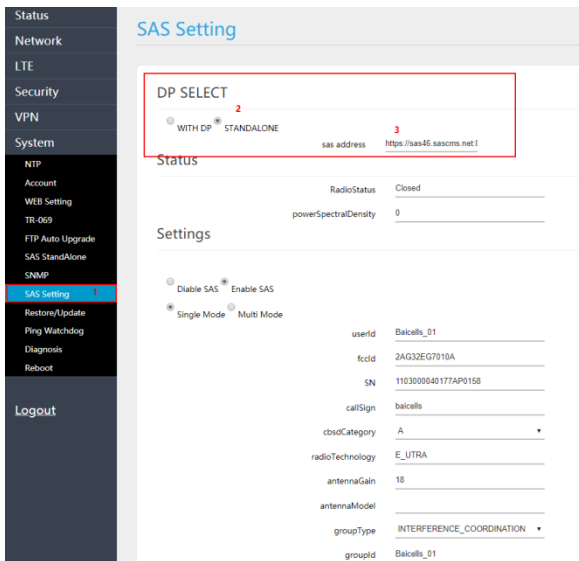 Status
Network
LTE
Security
VPN
System
NTP
Account
WEB Setting
TR-069
FTP Auto Upgrade
SAS StandAlone
SNMP
SAS Setting 1
Restore/Update
Ping Watchdog
Diagnosis
Reboot
Logout
SAS Setting
DP SELECT
2
WITH DP STANDALONE
3
sas address https://sas46.sascms.net:
Status
RadioStatus Closed
powerSpectralDensity 0
Settings
Diable SAS Enable SAS
Single Mode Multi Mode
userId Baicells_01
fccId 2AG32EG7010A
SN 1103000040177AP0158
callSign baicells
cbsdCategory A
radioTechnology E_UTRA
antennaGain 18
antennaModel
groupType INTERFERENCE_COORDINATION
groupId Baicells_01